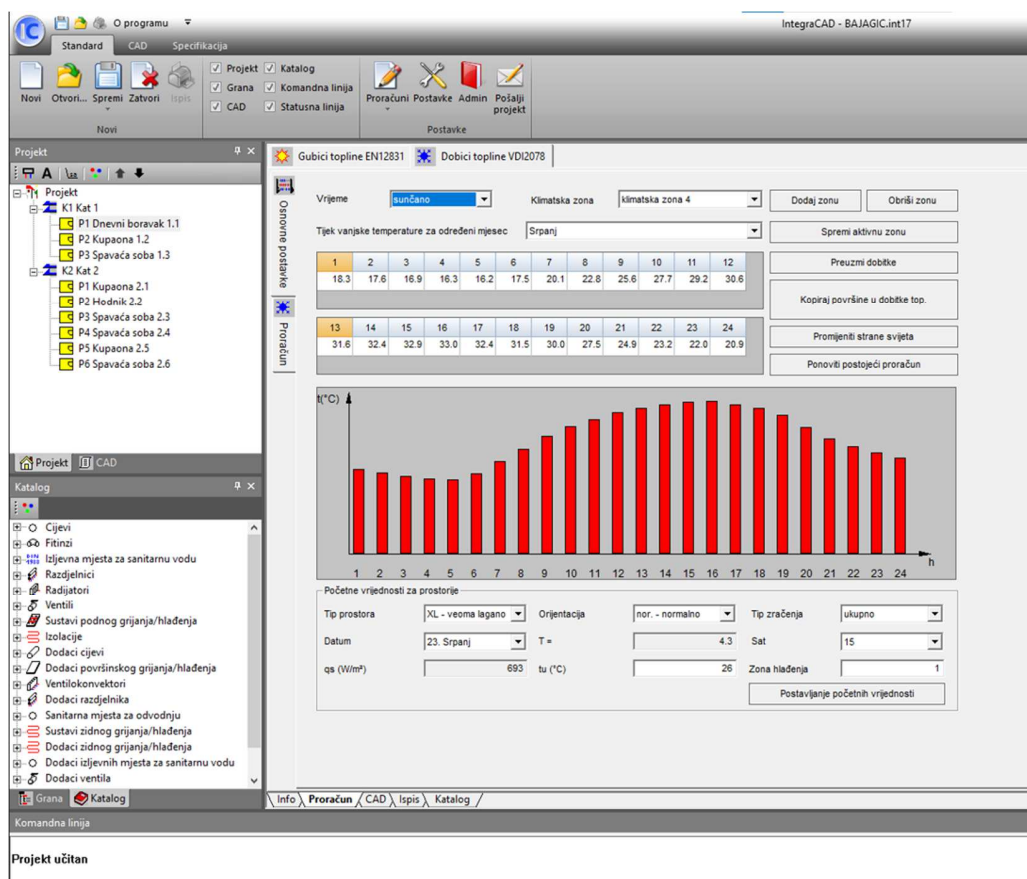 IntegraCAD - BAJAGIC.int17
O programu
Standard CAD Specifikacija
Novi Otvori... Spremi Zatvori Ispis
Projekt Katalog
Grana Komandna linija
CAD Statusna linija
Proračuni Postavke Admin Pošalji projekt
Novi Postavke
Projekt
Projekt
K1 Kat 1
P1 Dnevni boravak 1.1
P2 Kupaona 1.2
P3 Spavaća soba 1.3
K2 Kat 2
P1 Kupaona 2.1
P2 Hodnik 2.2
P3 Spavaća soba 2.3
P4 Spavaća soba 2.4
P5 Kupaona 2.5
P6 Spavaća soba 2.6
Projekt CAD
Katalog
Cijevi
Fitinzi
Izljevna mjesta za sanitarnu vodu
Razdjelnici
Radijatori
Ventili
Sustavi podnog grijanja/hlađenja
Izolacije
Dodaci cijevi
Dodaci površinskog grijanja/hlađenja
Ventilokonvektori
Dodaci razdjelnika
Sanitarna mjesta za odvodnju
Sustavi zidnog grijanja/hlađenja
Dodaci zidnog grijanja/hlađenja
Dodaci izljevnih mjesta za sanitarnu vodu
Dodaci ventila
Grana Katalog
Gubici topline EN12831 Dobici topline VDI2078
Osnovne postavke
Proračun
Vrijeme sunčano Klimatska zona klimatska zona 4 Dodaj zonu Obriši zonu
Tijek vanjske temperature za određeni mjesec Srpanj Spremi aktivnu zonu
1 2 3 4 5 6 7 8 9 10 11 12
18.3 17.6 16.9 16.3 16.2 17.5 20.1 22.8 25.6 27.7 29.2 30.6
Preuzmi dobitke
Kopiraj površine u dobitke top.
13 14 15 16 17 18 19 20 21 22 23 24
31.6 32.4 32.9 33.0 32.4 31.5 30.0 27.5 24.9 23.2 22.0 20.9
Promijeniti strane svijeta
Ponoviti postojeći proračun
t(°C)
h
1 2 3 4 5 6 7 8 9 10 11 12 13 14 15 16 17 18 19 20 21 22 23 24
Početne vrijednosti za prostorije
Tip prostora XL - veoma lagano Orijentacija nor. - normalno Tip zračenja ukupno
Datum 23. Srpanj T = 4.3 Sat 15
qs (W/m²) 693 tu (°C) 26 Zona hlađenja 1
Postavljanje početnih vrijednosti
Info Proračun CAD Ispis Katalog
Komandna linija
Projekt učitan